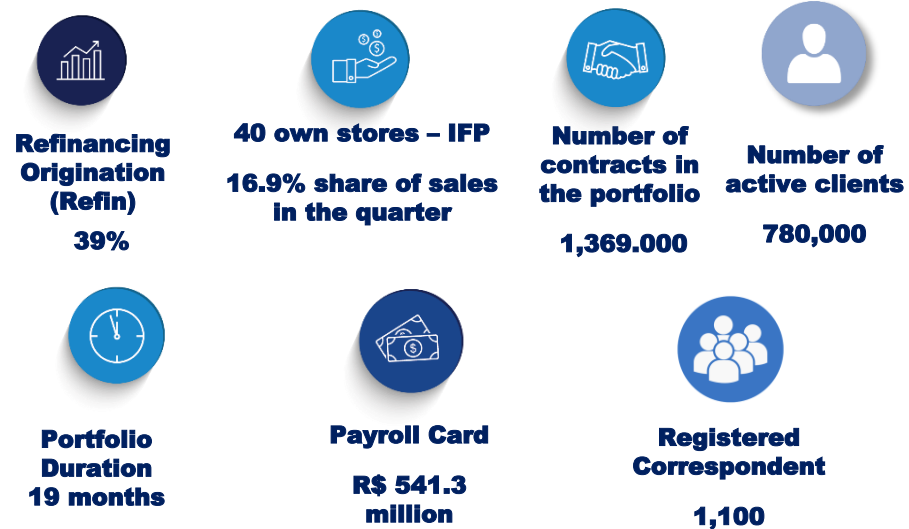 Refinancing
Origination
(Refin)
39%
40 own stores – IFP
16.9% share of sales
in the quarter
Number of
contracts in
the portfolio
1,369.000
Number of
active clients
780,000
Portfolio
Duration
19 months
Payroll Card
R$ 541.3
million
Registered
Correspondent
1,100